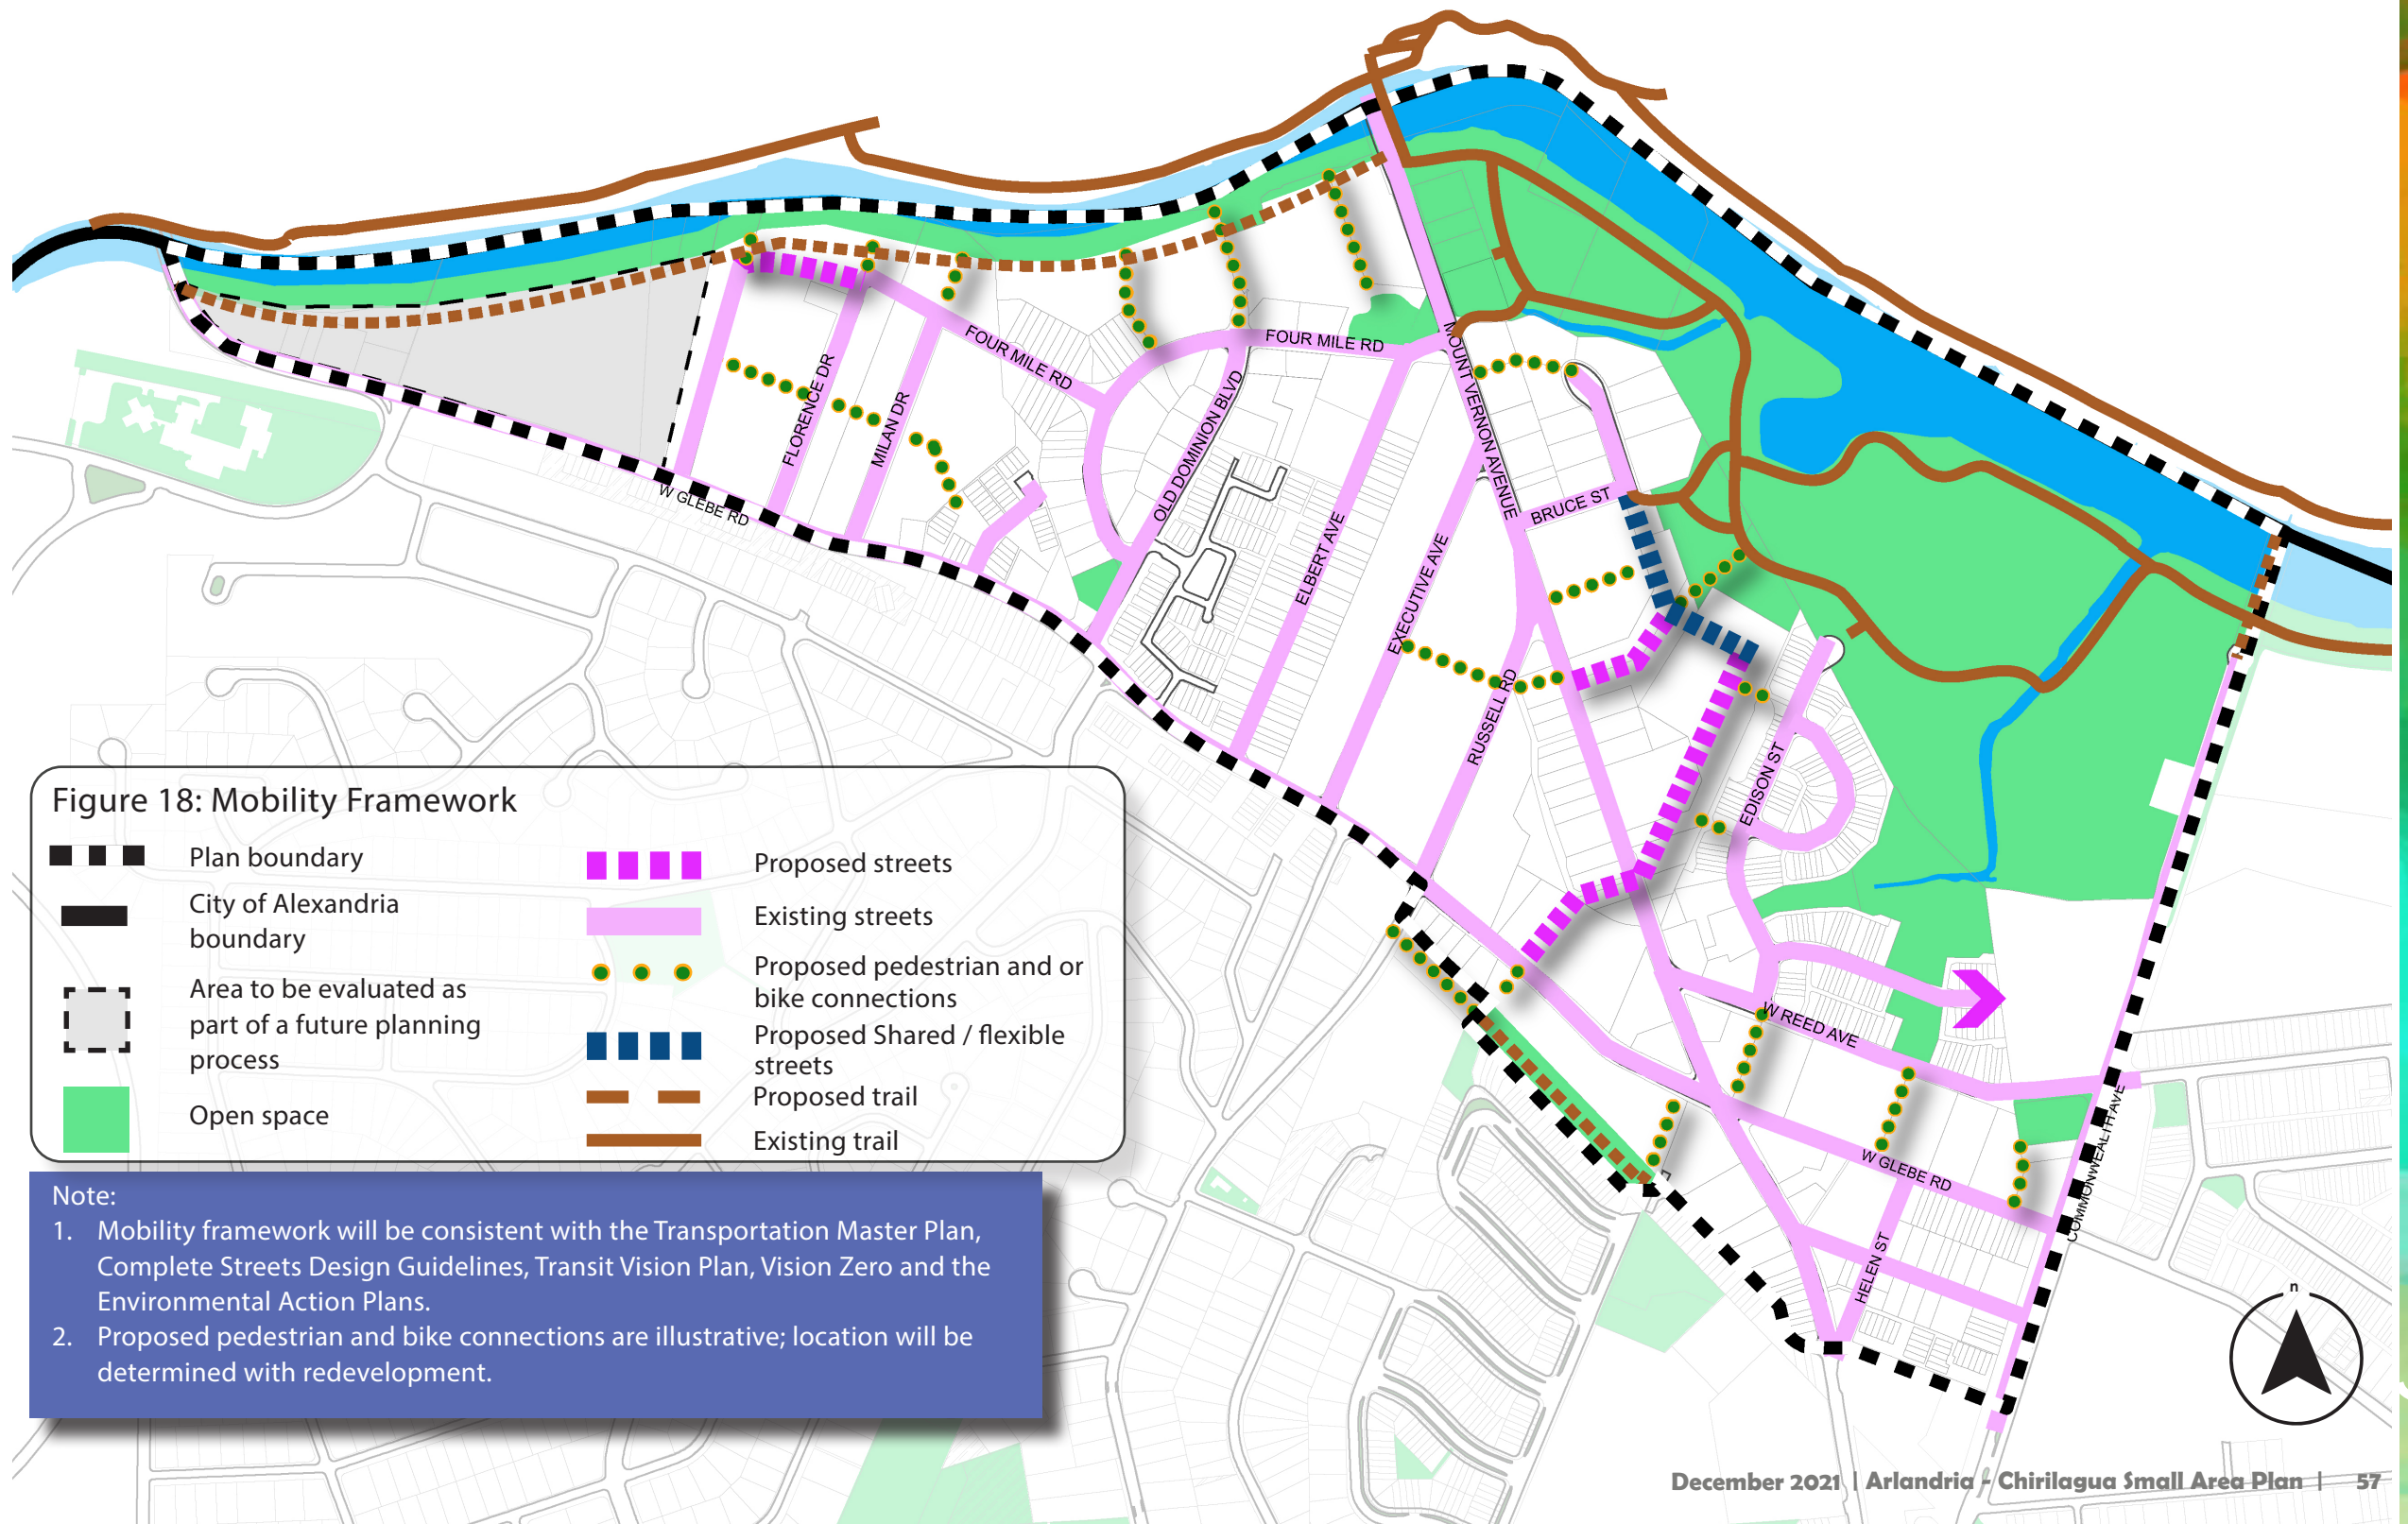 FOUR MILE RD
FOUR MILE RD
MOUNT VERNON AVENUE
FLORENCE DR
MILAN DR
OLD DOMINION BLVD
W GLEBE RD
BRUCE ST
ELBERT AVE
EXECUTIVE AVE
RUSSELL RD
EDISON ST
W REED AVE
W GLEBE RD
COMMONWEALTH AVE
HELEN ST
n
Figure 18: Mobility Framework
Plan boundary
City of Alexandria
boundary
Area to be evaluated as
part of a future planning
process
Open space
Proposed streets
Existing streets
Proposed pedestrian and or
bike connections
Proposed Shared / flexible
streets
Proposed trail
Existing trail
Note:
1. Mobility framework will be consistent with the Transportation Master Plan,
Complete Streets Design Guidelines, Transit Vision Plan, Vision Zero and the
Environmental Action Plans.
2. Proposed pedestrian and bike connections are illustrative; location will be
determined with redevelopment.
December 2021 | Arlandria - Chirilagua Small Area Plan | 57